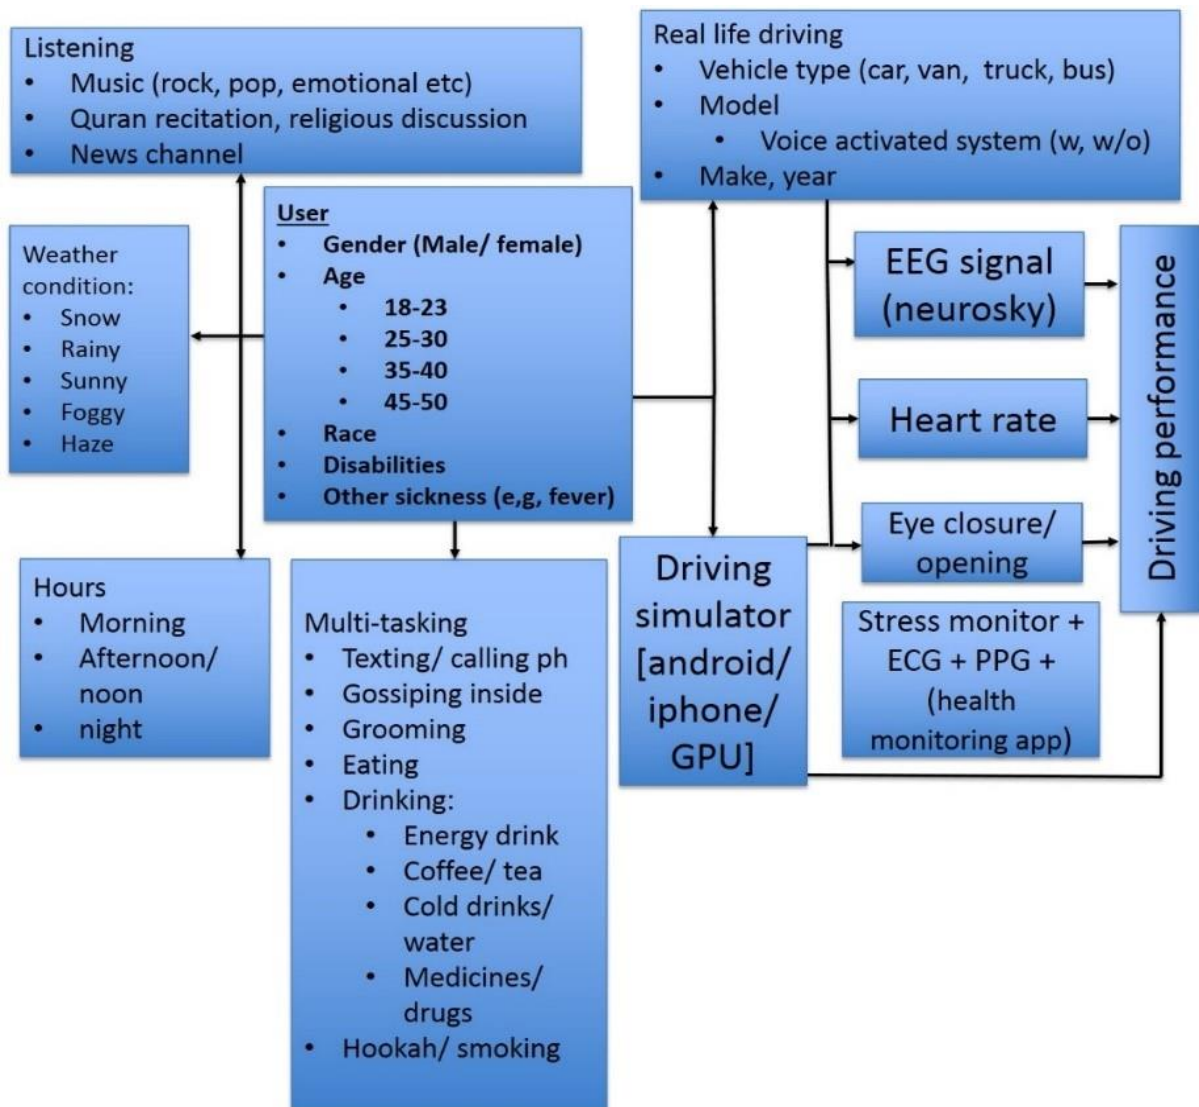 Listening
• Music (rock, pop, emotional etc)
• Quran recitation, religious discussion
• News channel
Real life driving
• Vehicle type (car, van, truck, bus)
• Model
• Voice activated system (w, w/o)
• Make, year
Weather
condition:
• Snow
• Rainy
• Sunny
• Foggy
• Haze
User
• Gender (Male/ female)
• Age
• 18-23
• 25-30
• 35-40
• 45-50
• Race
• Disabilities
• Other sickness (e,g, fever)
EEG signal
(neurosky)
Heart rate
Eye closure/
opening
Driving performance
Hours
• Morning
• Afternoon/
noon
• night
Multi-tasking
• Texting/ calling ph
• Gossiping inside
• Grooming
• Eating
• Drinking:
• Energy drink
• Coffee/ tea
• Cold drinks/
water
• Medicines/
drugs
• Hookah/ smoking
Driving
simulator
[android/
iphone/
GPU]
Stress monitor +
ECG + PPG +
(health
monitoring app)